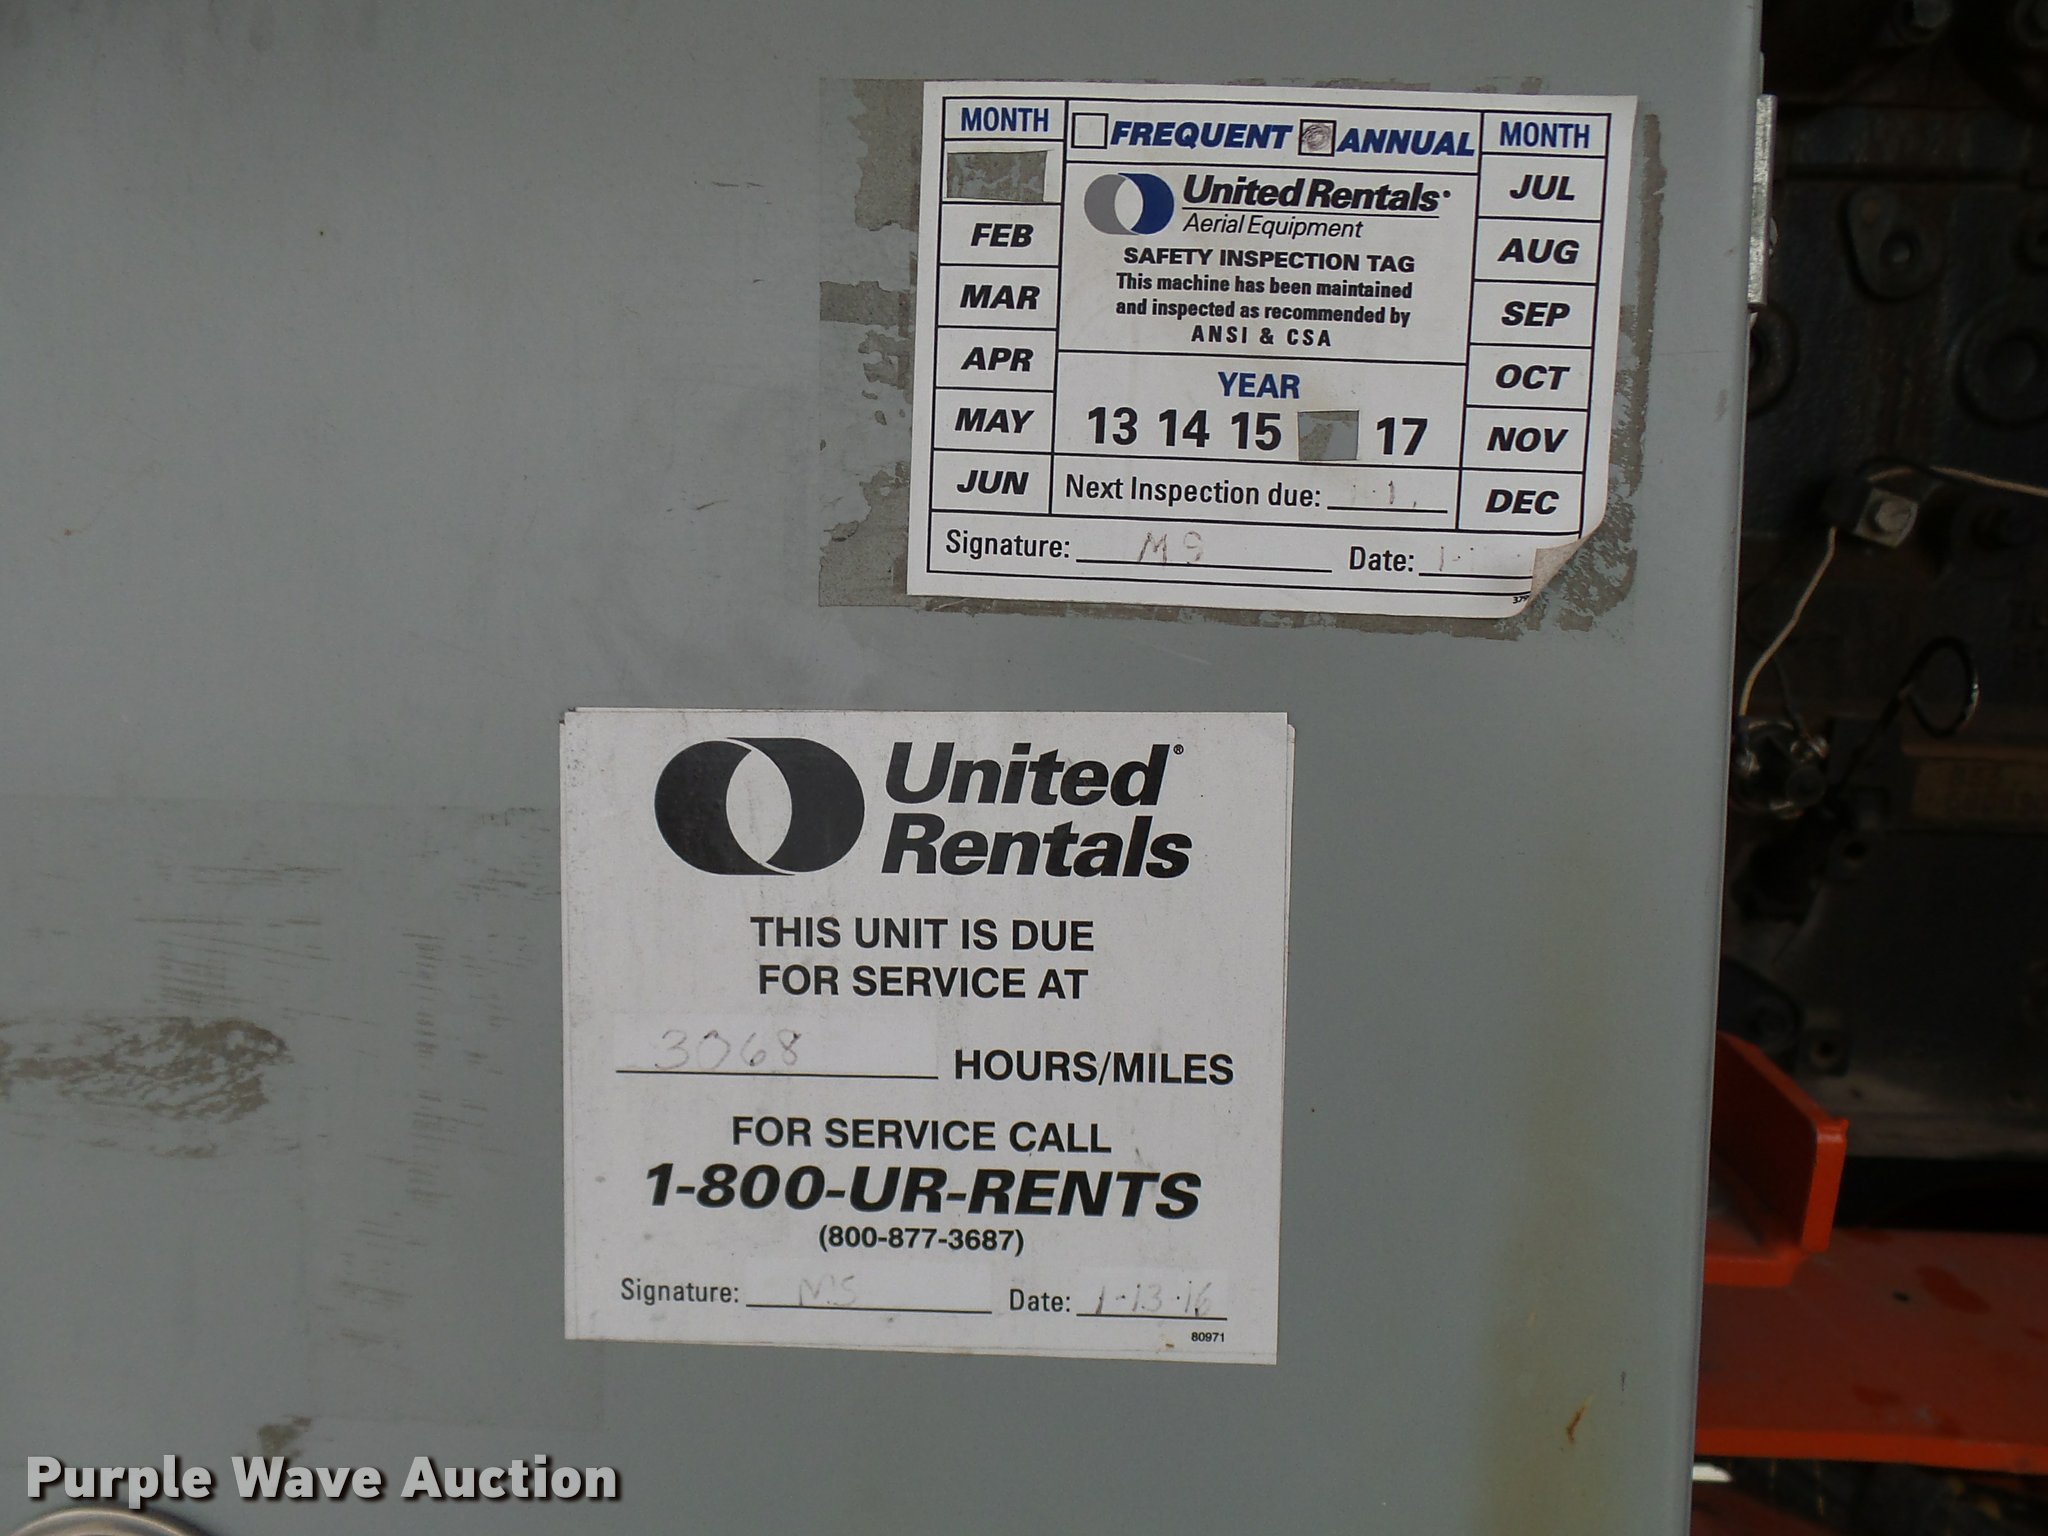 MONTH
FEB
MAR
APR
MAY
JUN
FREQUENT ANNUAL
United Rentals
Aerial Equipment
SAFETY INSPECTION TAG
This machine has been maintained
and inspected as recommended by
ANSI & CSA
YEAR
13 14 15 17
Next Inspection due:
MONTH
JUL
AUG
SEP
OCT
NOV
DEC
Signature: MS Date:
United®
Rentals
THIS UNIT IS DUE
FOR SERVICE AT
3368 HOURS/MILES
FOR SERVICE CALL
1-800-UR-RENTS
(800-877-3687)
Signature: MS Date: 1-13-16
80971
Purple Wave Auction